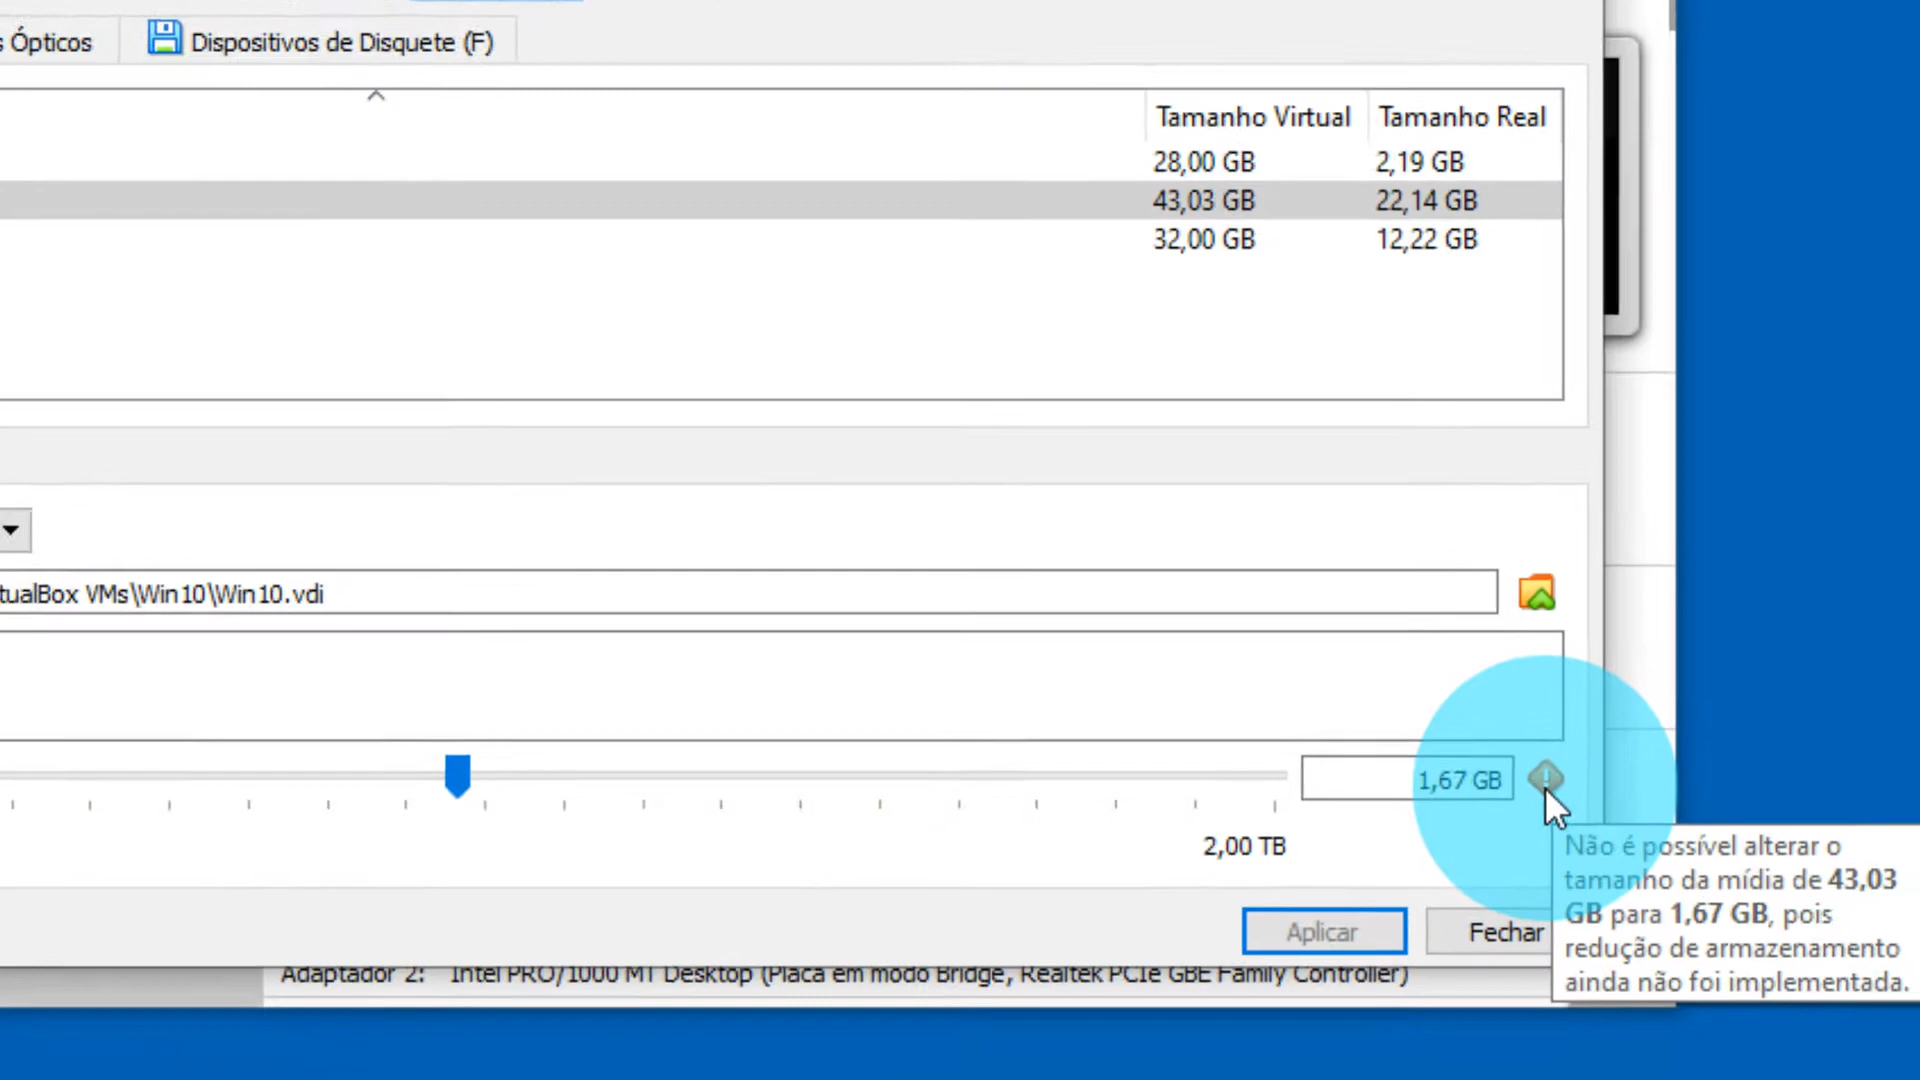 s Ópticos
Dispositivos de Disquete (F)
Tamanho Virtual Tamanho Real
28,00 GB 2,19 GB
43,03 GB 22,14 GB
32,00 GB 12,22 GB
tualBox VMs\Win10\Win10.vdi
1,67 GB
2,00 TB
Não é possível alterar o
tamanho da mídia de 43,03
GB para 1,67 GB, pois
redução de armazenamento
ainda não foi implementada.
Aplicar
Fechar
Adaptador 2: Intel PRO/1000 MT Desktop (Placa em modo Bridge, Realtek PCIe GBE Family Controller)